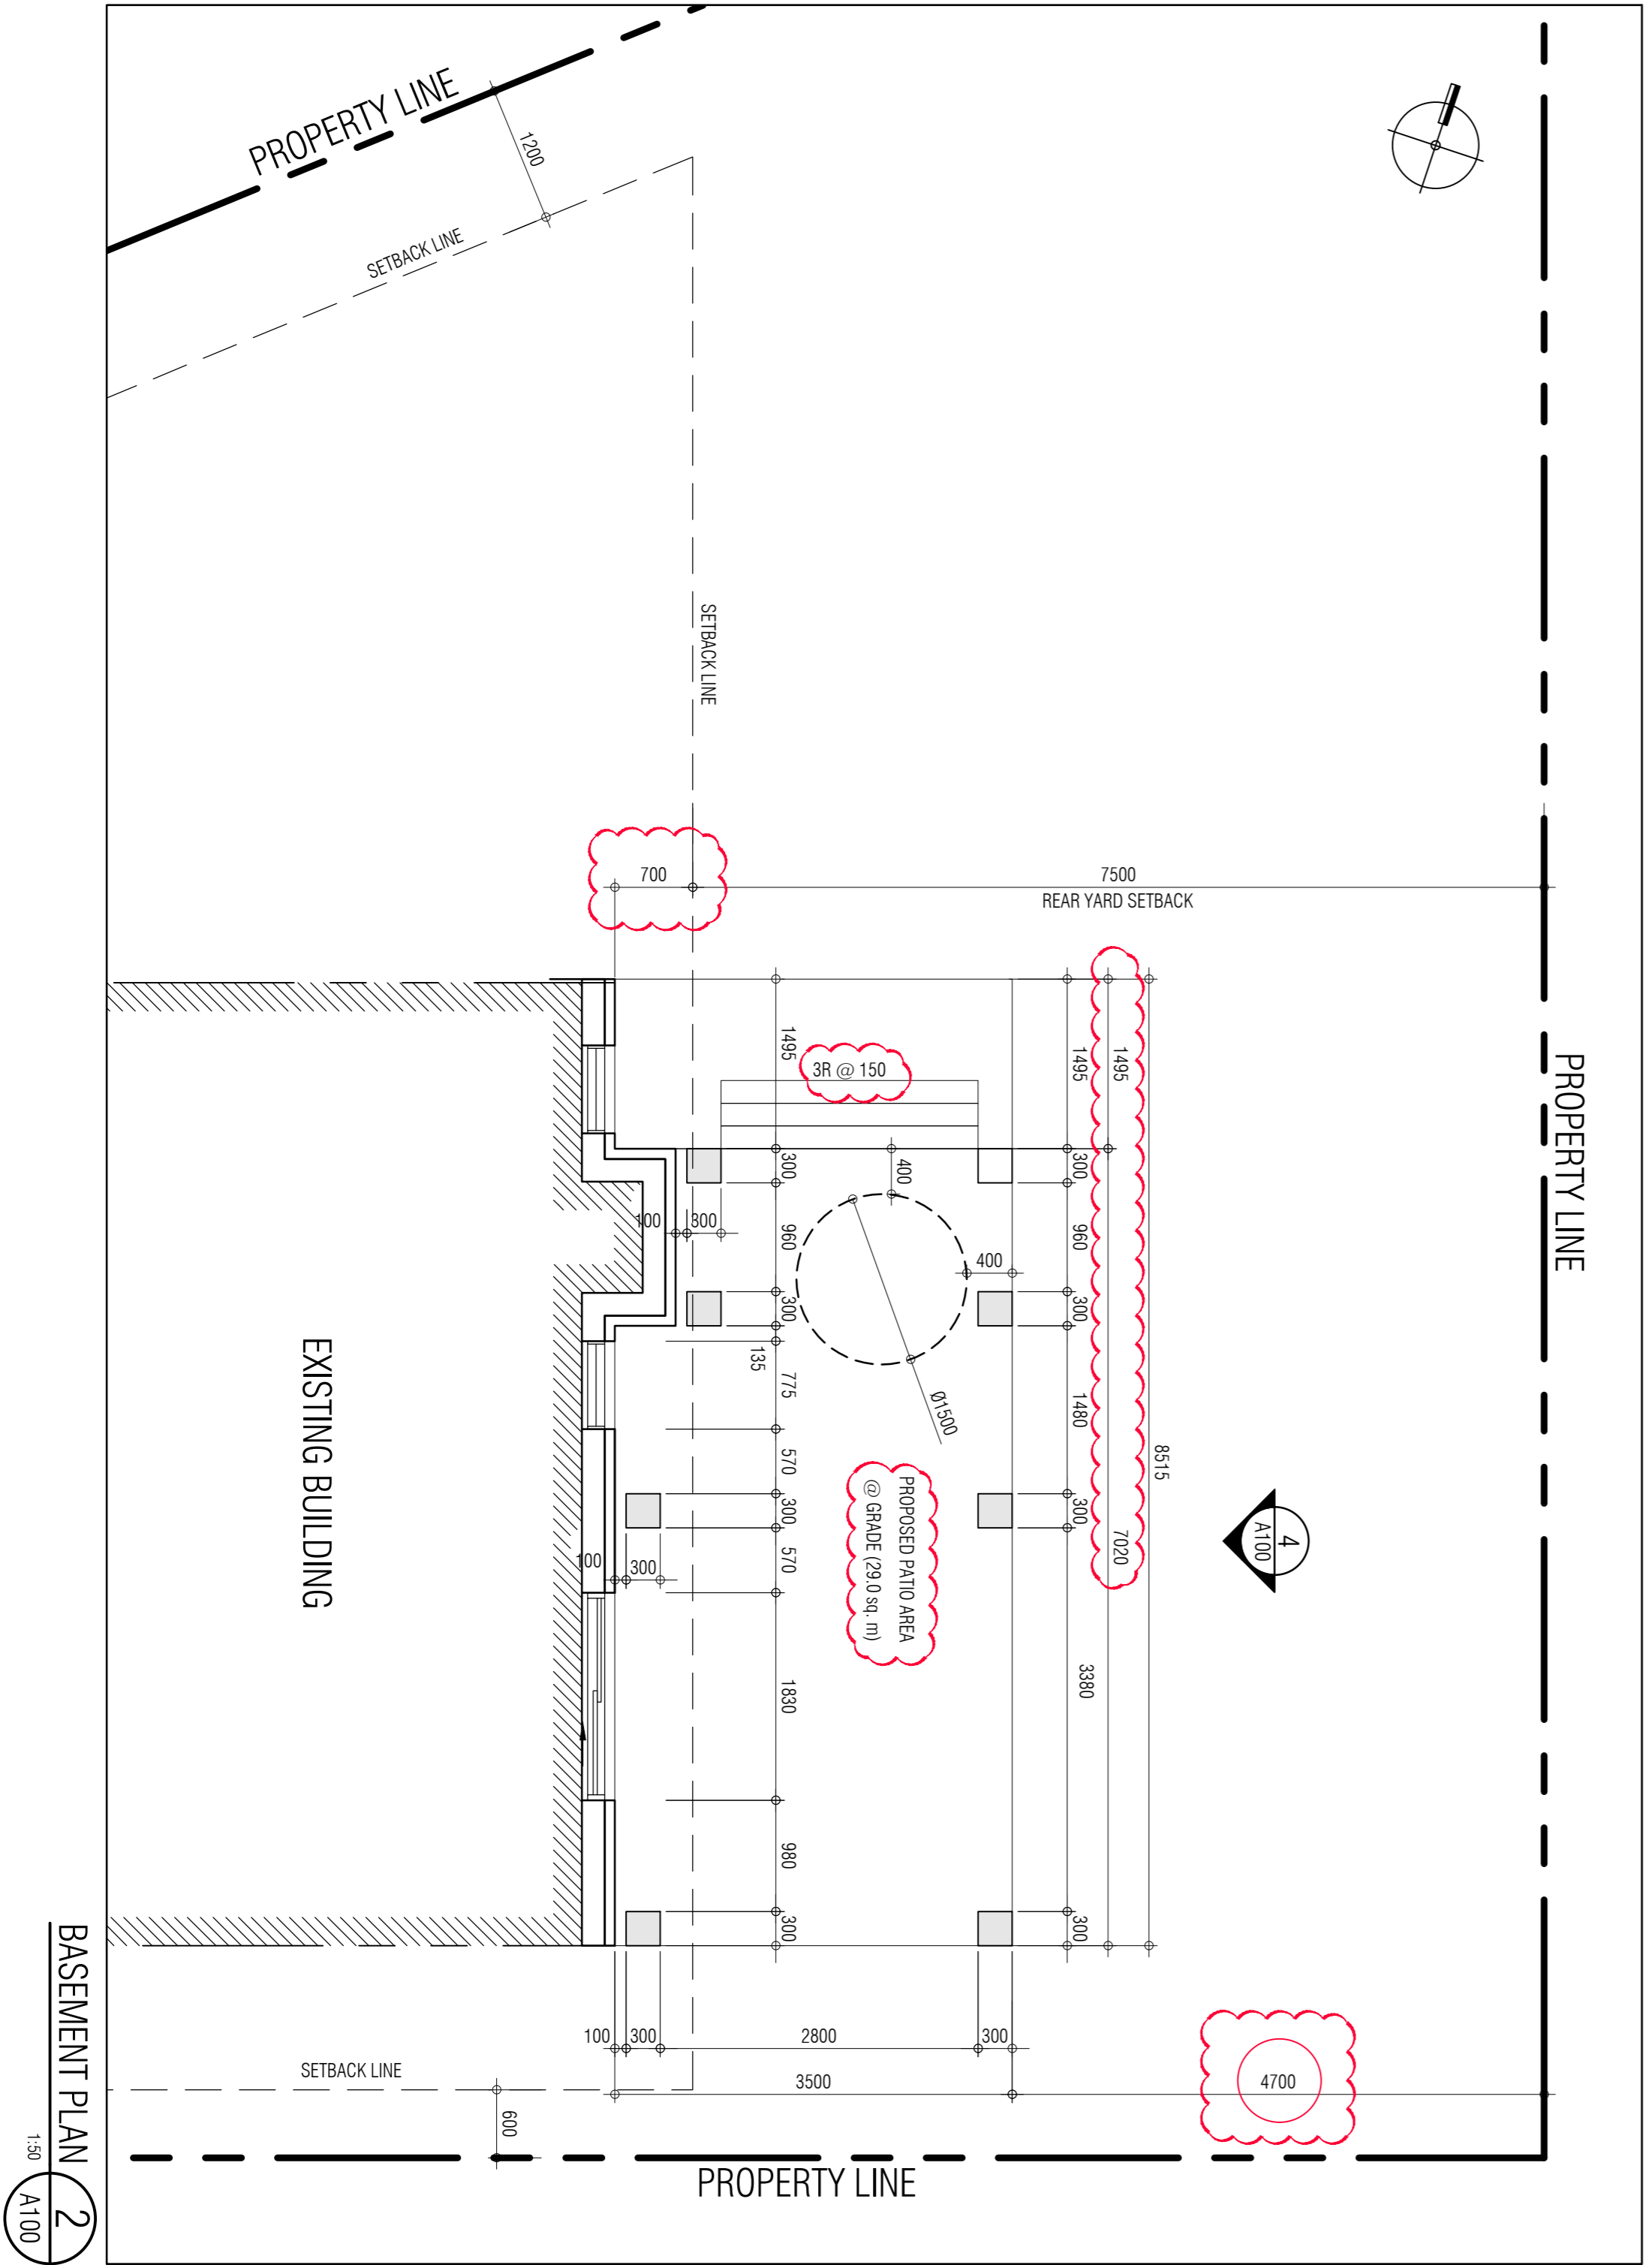 PROPERTY LINE
1200
SETBACK LINE
SETBACK LINE
700
7500
REAR YARD SETBACK
PROPERTY LINE
8515
1495
7020
1495
300
960
300
1480
300
3380
300
3R @ 150
400
400
Ø1500
PROPOSED PATIO AREA
@ GRADE (29.0 sq. m)
4
A100
1495
300
960
300
135
775
570
300
570
1830
980
300
100
300
100
300
EXISTING BUILDING
100
300
2800
300
3500
4700
SETBACK LINE
600
PROPERTY LINE
BASEMENT PLAN
1:50
2
A100